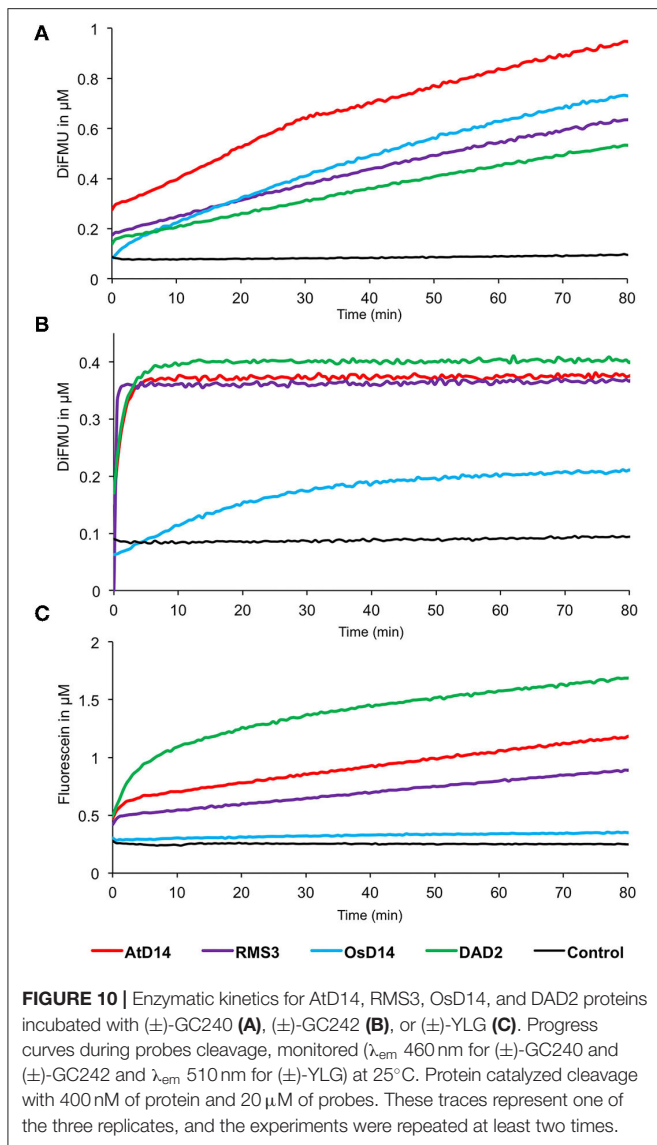 A
1
0.8
0.6
0.4
0.2
0
DiFMU in µM
0 10 20 30 40 50 60 70 80
Time (min)
B
0.4
0.3
0.2
0.1
0
DiFMU in µM
0 10 20 30 40 50 60 70 80
Time (min)
C
2
1.5
1
0.5
0
Fluorescein in µM
0 10 20 30 40 50 60 70 80
Time (min)
AtD14 RMS3 OsD14 DAD2 Control
FIGURE 10 | Enzymatic kinetics for AtD14, RMS3, OsD14, and DAD2 proteins
incubated with (±)-GC240 (A), (±)-GC242 (B), or (±)-YLG (C). Progress
curves during probes cleavage, monitored (λem 460 nm for (±)-GC240 and
(±)-GC242 and λem 510 nm for (±)-YLG) at 25°C. Protein catalyzed cleavage
with 400 nM of protein and 20 µM of probes. These traces represent one of
the three replicates, and the experiments were repeated at least two times.